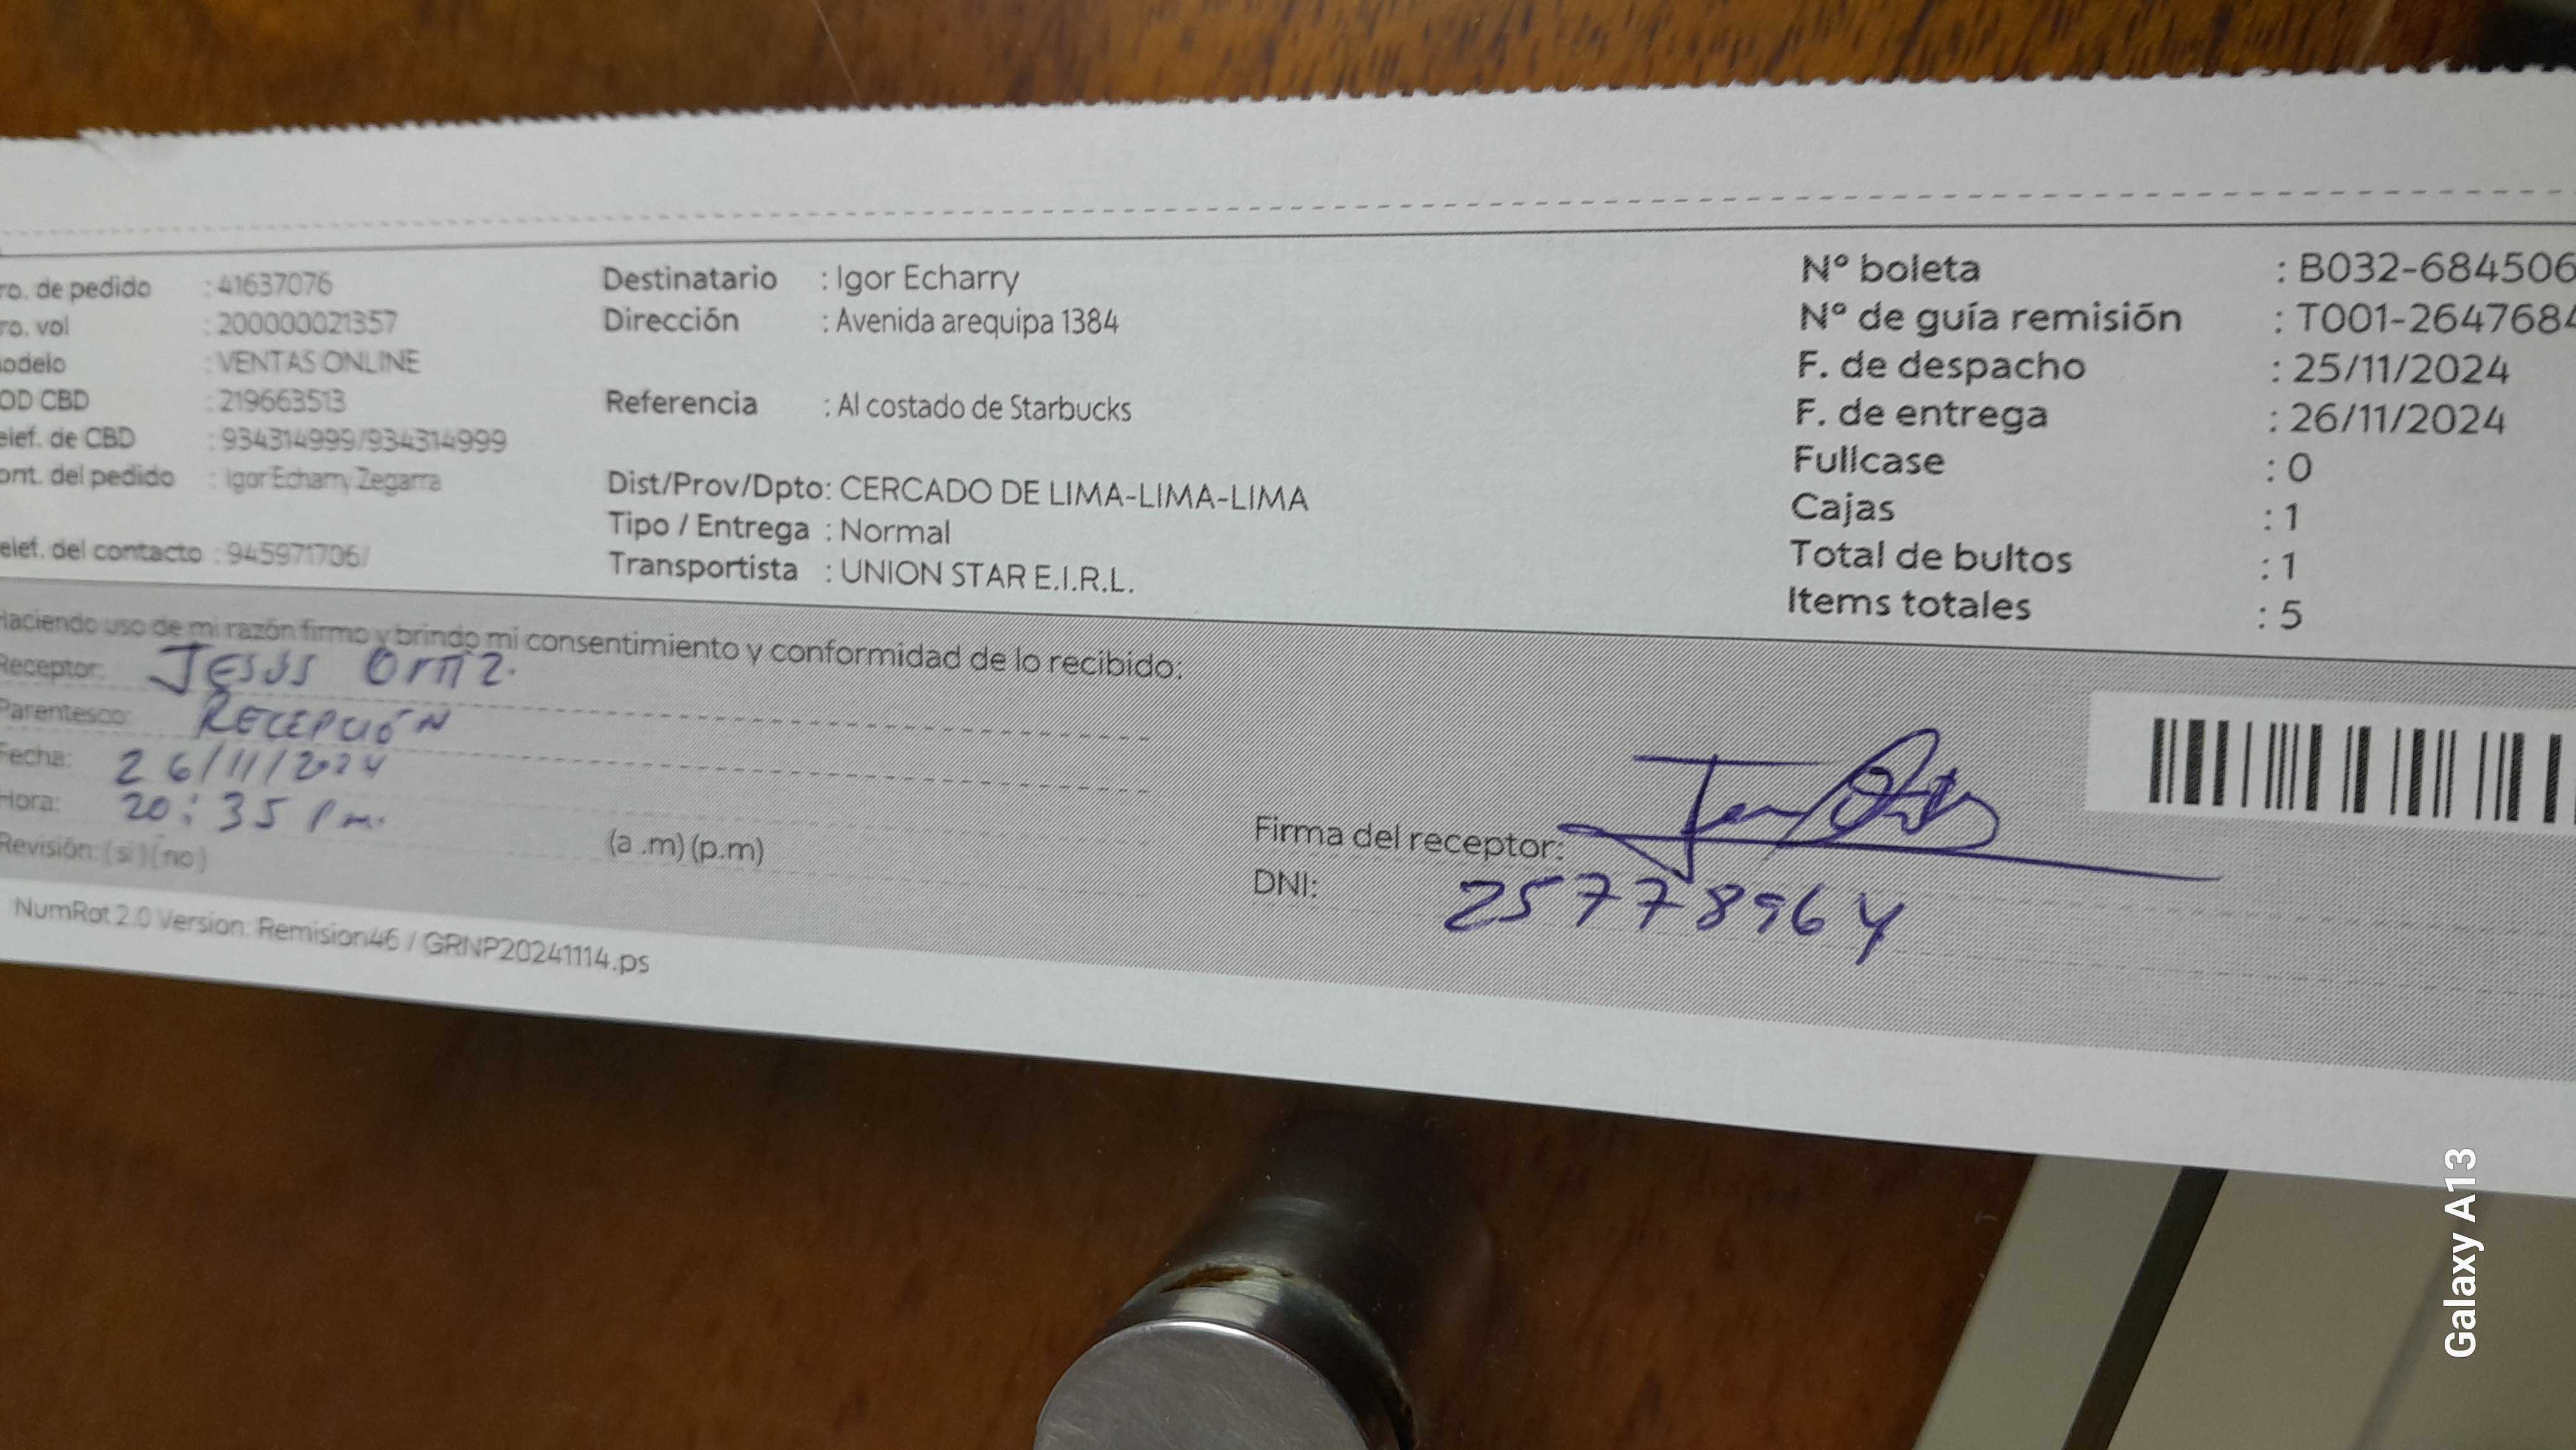 ro. de pedido : 41637076
ro. vol : 200000021357
odelo : VENTAS ONLINE
OD CBD : 219663513
elef. de CBD : 934314999/934314999
ont. del pedido : Igor Echarry Zegarra
elef. del contacto : 945971706/
Destinatario : Igor Echarry
Dirección : Avenida arequipa 1384
Referencia : Al costado de Starbucks
Dist/Prov/Dpto: CERCADO DE LIMA-LIMA-LIMA
Tipo / Entrega : Normal
Transportista : UNION STAR E.I.R.L.
N° boleta : B032-684506
N° de guía remisión : T001-2647684
F. de despacho : 25/11/2024
F. de entrega : 26/11/2024
Fullcase : 0
Cajas : 1
Total de bultos : 1
Items totales : 5
Haciendo uso de mi razón firmo y brindo mi consentimiento y conformidad de lo recibido:
Receptor: JESUS ORTIZ.
Parentesco: RECEPCIÓN
Fecha: 26/11/2024
Hora: 20:35 Pm. (a .m) (p.m)
Revisión: (si) (no)
Firma del receptor:
DNI: 25778964
NumRot 2.0 Version: Remision46 / GRNP20241114.ps
Galaxy A13